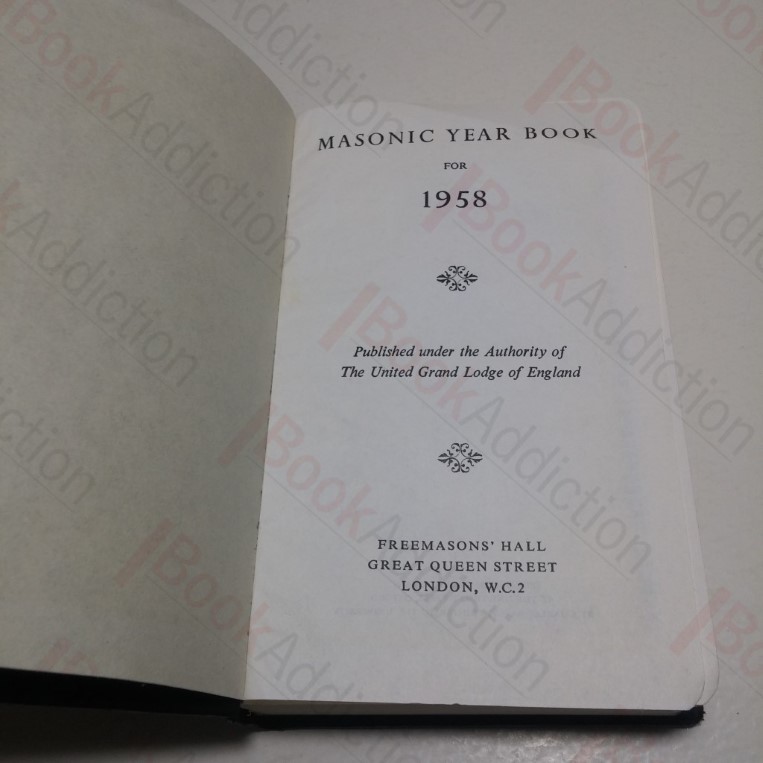 MASONIC YEAR BOOK
FOR
1958
Published under the Authority of
The United Grand Lodge of England
FREEMASONS' HALL
GREAT QUEEN STREET
LONDON, W.C.2
BookAddiction